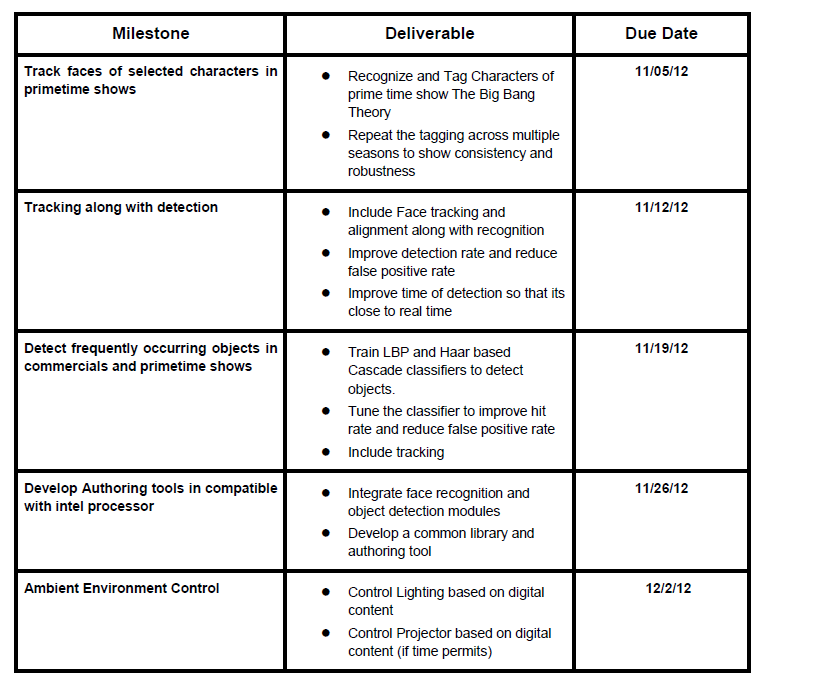 Milestone Deliverable Due Date
Track faces of selected characters in
primetime shows
● Recognize and Tag Characters of
prime time show The Big Bang
Theory
● Repeat the tagging across multiple
seasons to show consistency and
robustness
11/05/12
Tracking along with detection
● Include Face tracking and
alignment along with recognition
● Improve detection rate and reduce
false positive rate
● Improve time of detection so that its
close to real time
11/12/12
Detect frequently occurring objects in
commercials and primetime shows
● Train LBP and Haar based
Cascade classifiers to detect
objects.
● Tune the classifier to improve hit
rate and reduce false positive rate
● Include tracking
11/19/12
Develop Authoring tools in compatible
with intel processor
● Integrate face recognition and
object detection modules
● Develop a common library and
authoring tool
11/26/12
Ambient Environment Control
● Control Lighting based on digital
content
● Control Projector based on digital
content (if time permits)
12/2/12